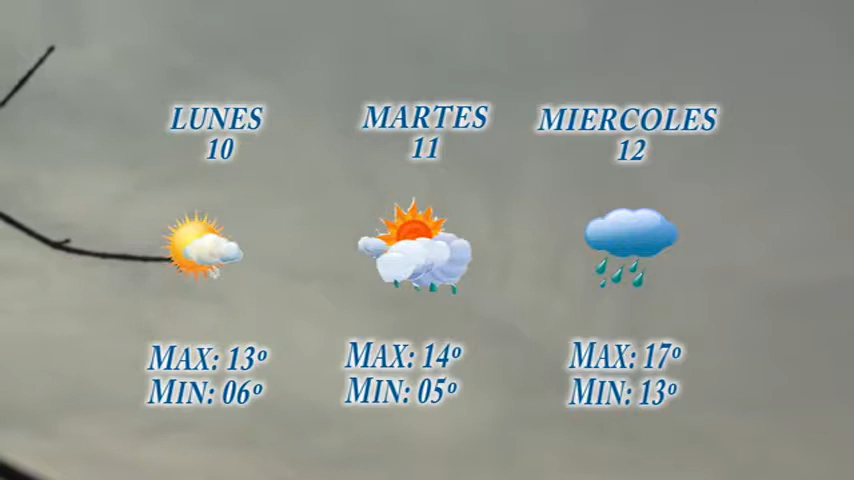 LUNES
10
MARTES
11
MIERCOLES
12
MAX: 13º
MIN: 06º
MAX: 14º
MIN: 05º
MAX: 17º
MIN: 13º